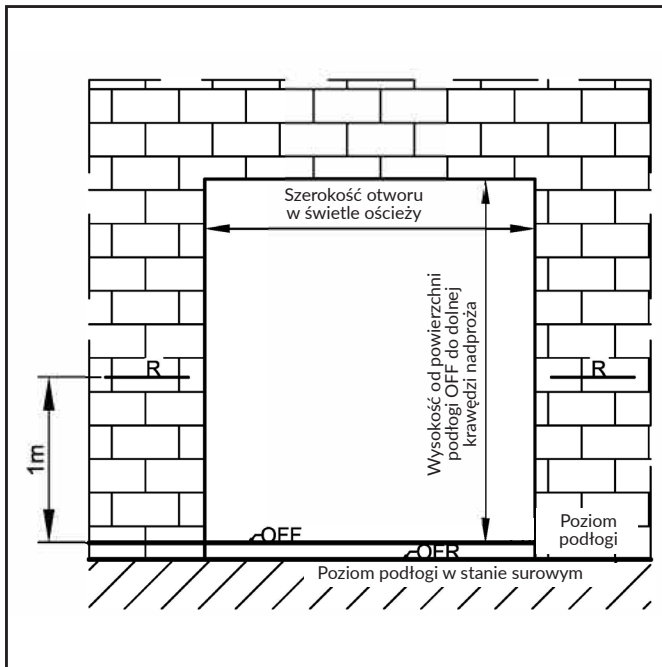 Szerokość otworu
w świetle ościeży
Wysokość od powierzchni
podłogi OFF do dolnej
krawędzi nadproża
R
R
1m
OFF
Poziom
podłogi
OFR
Poziom podłogi w stanie surowym